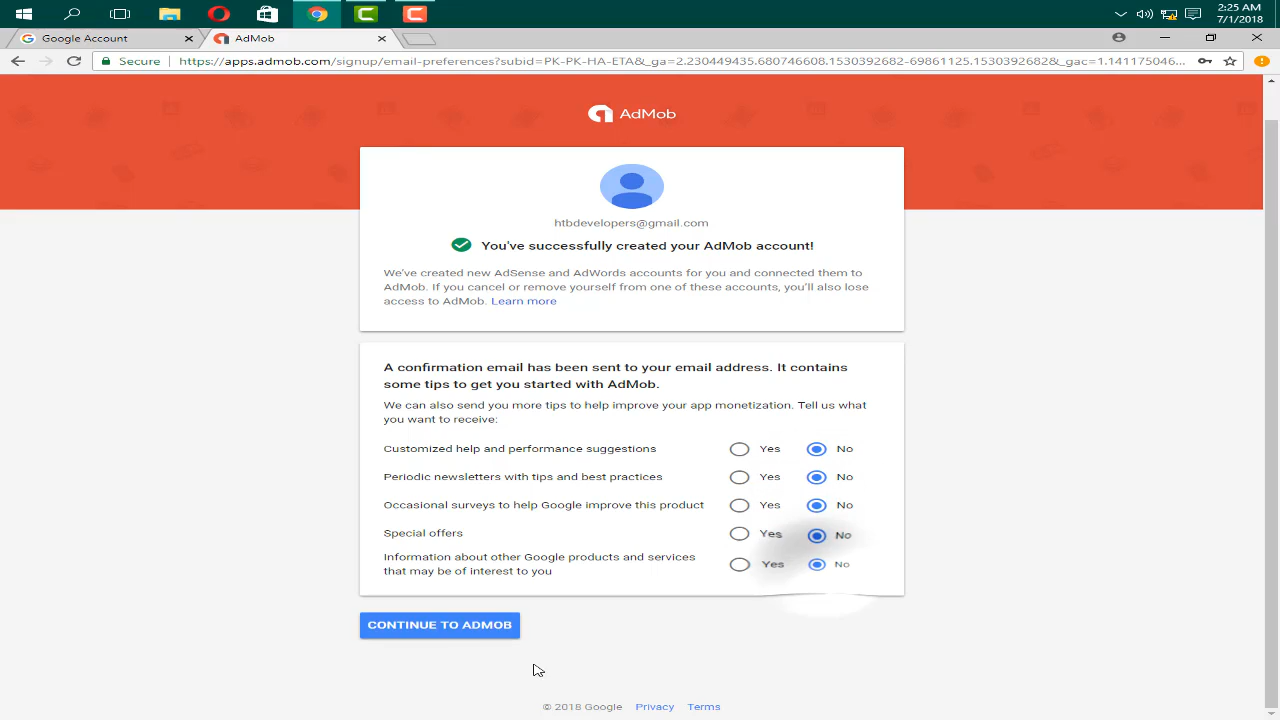 2:25 AM
7/1/2018
Google Account
AdMob
Secure https://apps.admob.com/signup/email-preferences?subid=PK-PK-HA-ETA&_ga=2.230449435.680746008.1530392682-69861125.1530392682&_gac=1.141175046...
AdMob
htbdevelopers@gmail.com
You've successfully created your AdMob account!
We've created new AdSense and AdWords accounts for you and connected them to
AdMob. If you cancel or remove yourself from one of these accounts, you'll also lose
access to AdMob. Learn more
A confirmation email has been sent to your email address. It contains
some tips to get you started with AdMob.
We can also send you more tips to help improve your app monetization. Tell us what
you want to receive:
Customized help and performance suggestions Yes No
Periodic newsletters with tips and best practices Yes No
Occasional surveys to help Google improve this product Yes No
Special offers Yes No
Information about other Google products and services
that may be of interest to you Yes No
CONTINUE TO ADMOB
© 2018 Google Privacy Terms